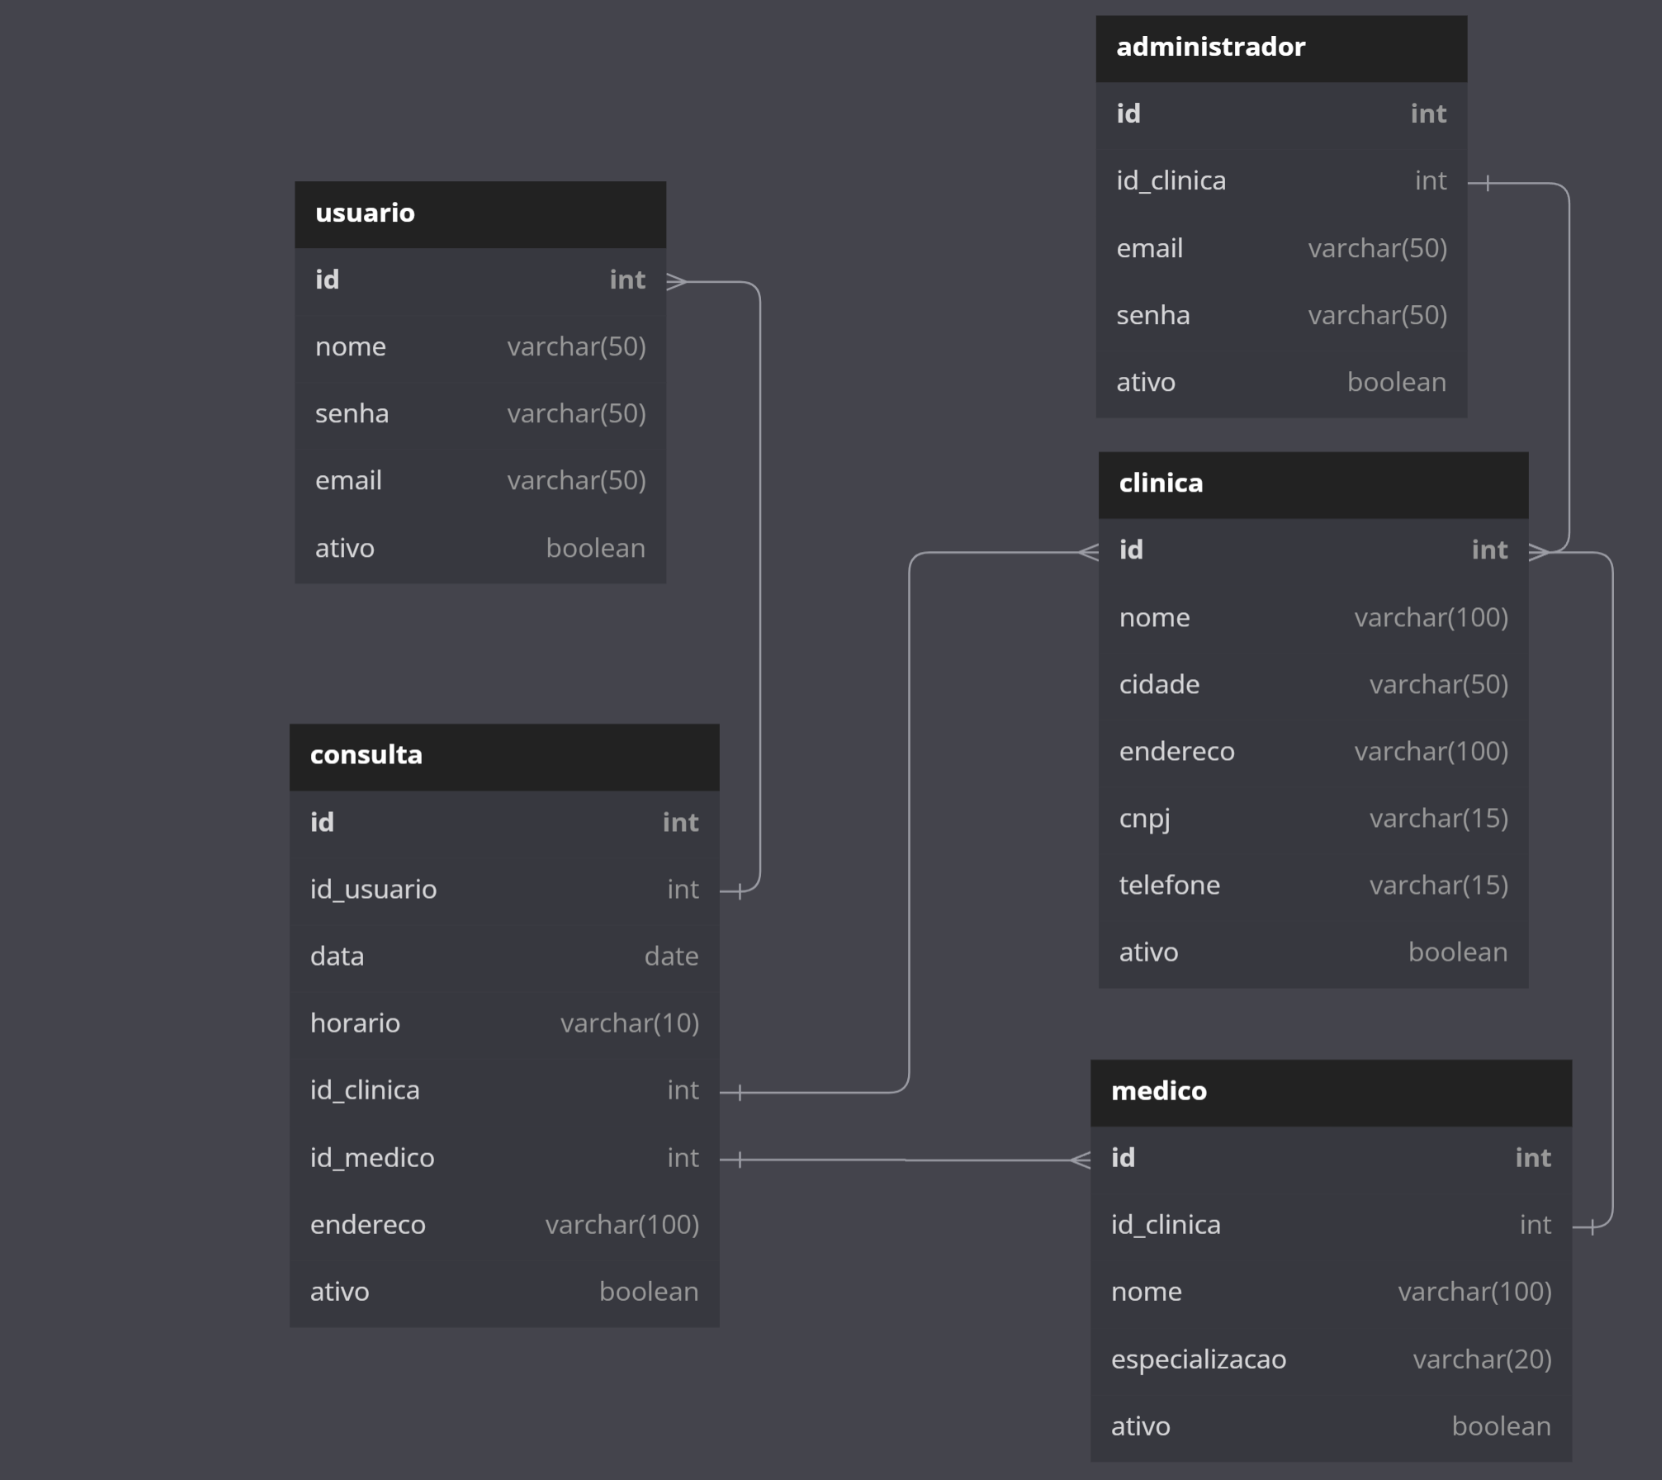 administrador
id int
id_clinica int
email varchar(50)
senha varchar(50)
ativo boolean
usuario
id int
nome varchar(50)
senha varchar(50)
email varchar(50)
ativo boolean
clinica
id int
nome varchar(100)
cidade varchar(50)
endereco varchar(100)
cnpj varchar(15)
telefone varchar(15)
ativo boolean
consulta
id int
id_usuario int
data date
horario varchar(10)
id_clinica int
id_medico int
endereco varchar(100)
ativo boolean
medico
id int
id_clinica int
nome varchar(100)
especializacao varchar(20)
ativo boolean